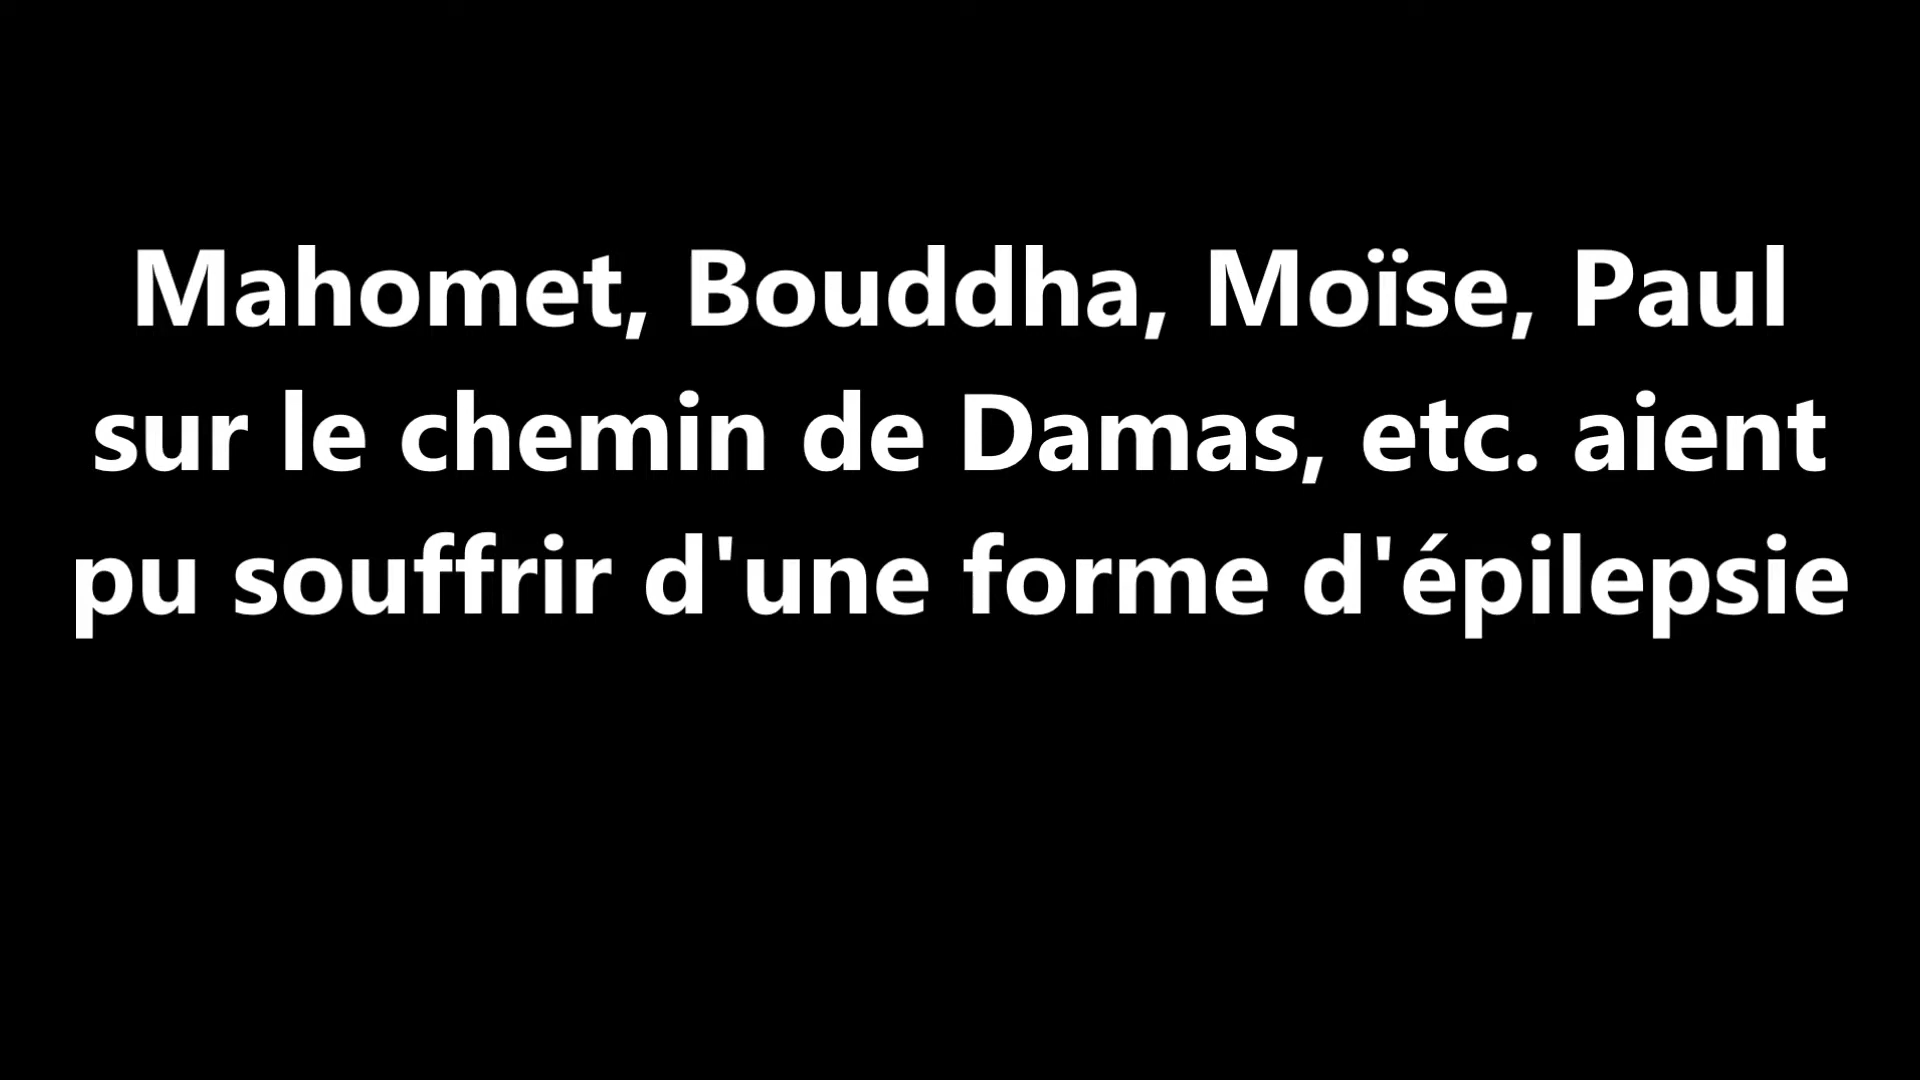 Mahomet, Bouddha, Moïse, Paul
sur le chemin de Damas, etc. aient
pu souffrir d'une forme d'épilepsie